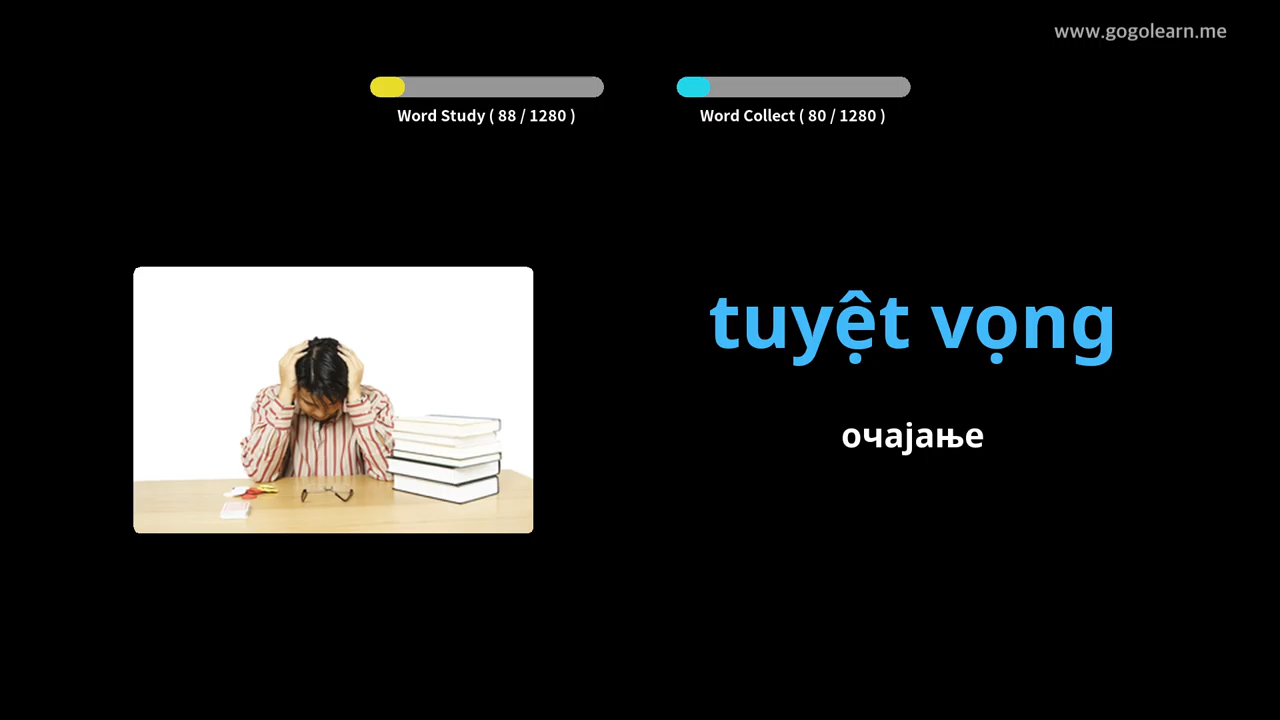 www.gogolearn.me
Word Study ( 88 / 1280 )
Word Collect ( 80 / 1280 )
tuyệt vọng
очајање